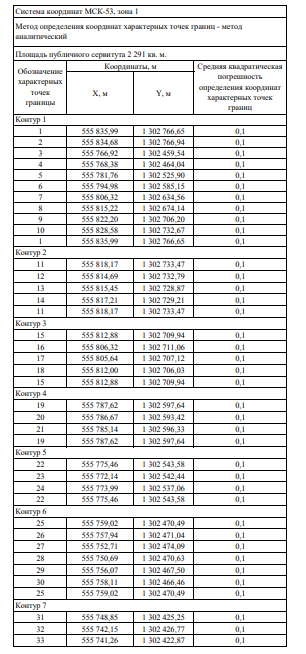 Система координат МСК-53, зона 1
Метод определения координат характерных точек границ - метод
аналитический
Площадь публичного сервитута 2 291 кв. м.
Обозначение характерных точек границы Координаты, м Средняя квадратическая погрешность определения координат характерных точек границ
X, м Y, м
Контур 1
1 555 835,99 1 302 766,65 0,1
2 555 834,68 1 302 766,94 0,1
3 555 766,92 1 302 459,54 0,1
4 555 768,38 1 302 464,04 0,1
5 555 781,76 1 302 525,90 0,1
6 555 794,98 1 302 585,15 0,1
7 555 806,32 1 302 634,56 0,1
8 555 815,22 1 302 674,14 0,1
9 555 822,20 1 302 706,20 0,1
10 555 828,58 1 302 732,67 0,1
1 555 835,99 1 302 766,65 0,1
Контур 2
11 555 818,17 1 302 733,47 0,1
12 555 814,69 1 302 732,79 0,1
13 555 815,45 1 302 728,87 0,1
14 555 817,21 1 302 729,21 0,1
11 555 818,17 1 302 733,47 0,1
Контур 3
15 555 812,88 1 302 709,94 0,1
16 555 806,32 1 302 711,06 0,1
17 555 805,64 1 302 707,12 0,1
18 555 812,00 1 302 706,03 0,1
15 555 812,88 1 302 709,94 0,1
Контур 4
19 555 787,62 1 302 597,64 0,1
20 555 786,67 1 302 593,42 0,1
21 555 785,14 1 302 596,33 0,1
19 555 787,62 1 302 597,64 0,1
Контур 5
22 555 775,46 1 302 543,58 0,1
23 555 772,14 1 302 542,44 0,1
24 555 773,99 1 302 537,06 0,1
22 555 775,46 1 302 543,58 0,1
Контур 6
25 555 759,02 1 302 470,49 0,1
26 555 757,94 1 302 471,04 0,1
27 555 752,71 1 302 474,09 0,1
28 555 750,69 1 302 470,63 0,1
29 555 756,07 1 302 467,50 0,1
30 555 758,11 1 302 466,46 0,1
25 555 759,02 1 302 470,49 0,1
Контур 7
31 555 748,85 1 302 425,25 0,1
32 555 742,15 1 302 426,77 0,1
33 555 741,26 1 302 422,87 0,1